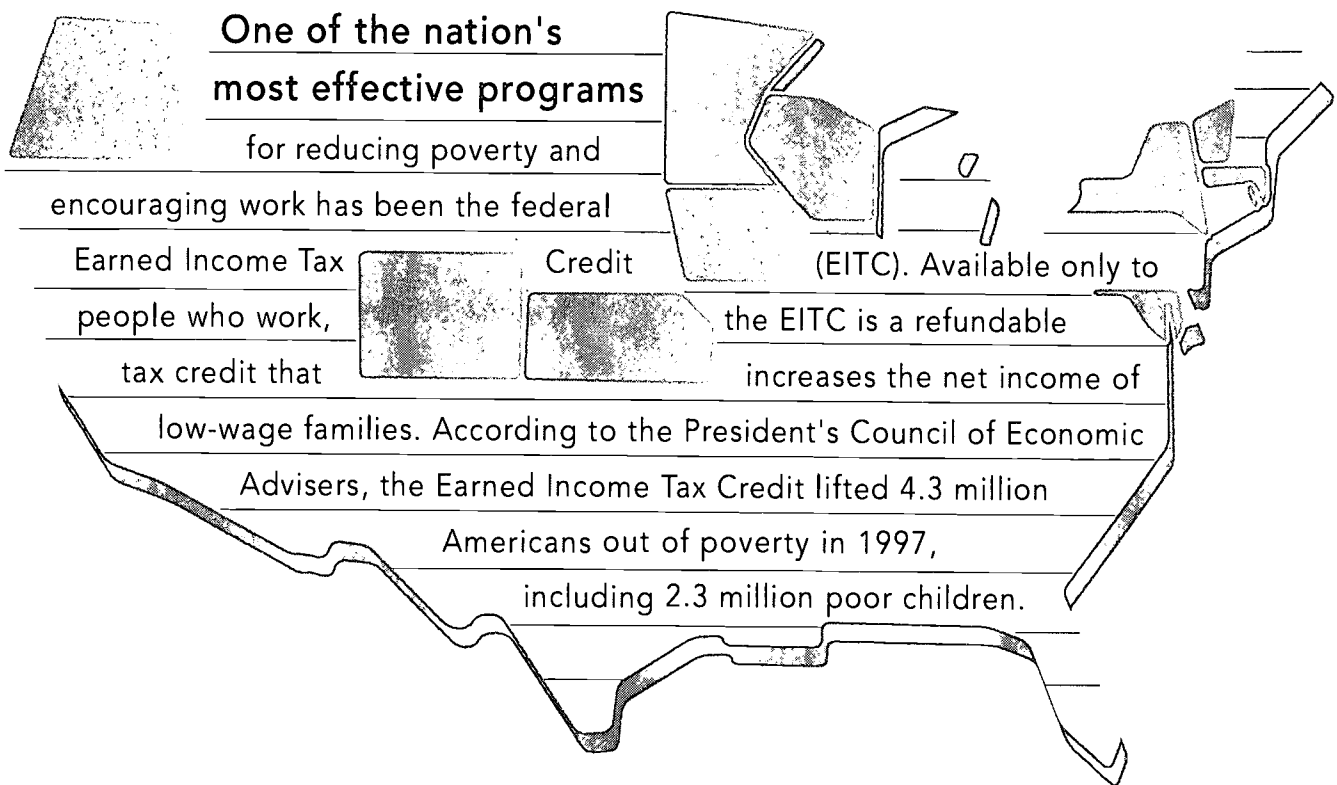 One of the nation's
most effective programs
for reducing poverty and
encouraging work has been the federal
Earned Income Tax Credit (EITC). Available only to
people who work, the EITC is a refundable
tax credit that increases the net income of
low-wage families. According to the President's Council of Economic
Advisers, the Earned Income Tax Credit lifted 4.3 million
Americans out of poverty in 1997,
including 2.3 million poor children.